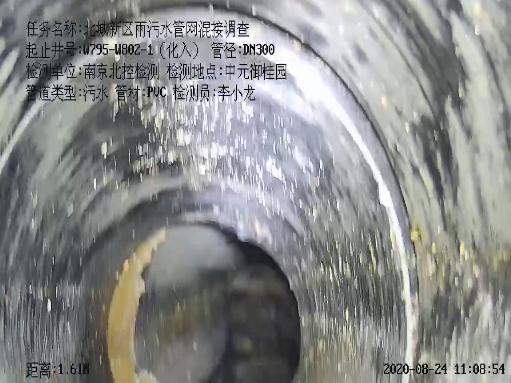 任务名称:北城新区雨污水管网混接调查
起止井号:W795-W802-1(化入) 管径:DN300
检测单位:南京北控检测 检测地点:中元御桂园
管道类型:污水 管材:PVC 检测员:李小龙
距离:1.61M
2020-08-24 11:08:54